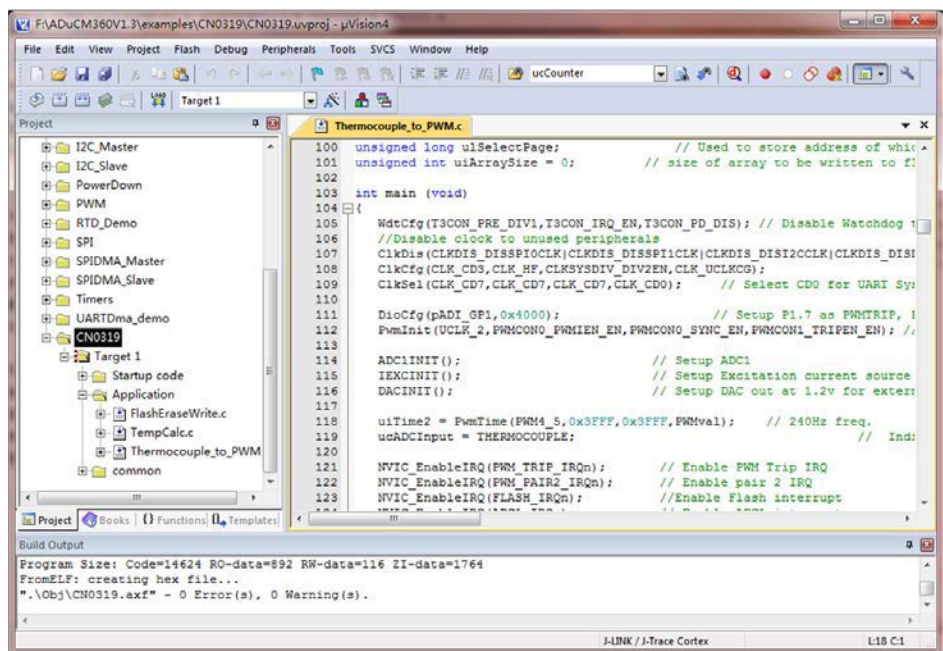 F:\ADuCM360V1.3\examples\CN0319\CN0319.uvproj - µVision4
File Edit View Project Flash Debug Peripherals Tools SVCS Window Help
ucCounter
LOAD Target 1
Project
Thermocouple_to_PWM.c
I2C_Master
I2C_Slave
PowerDown
PWM
RTD_Demo
SPI
SPIDMA_Master
SPIDMA_Slave
Timers
UARTDma_demo
CN0319
Target 1
Startup code
Application
FlashEraseWrite.c
TempCalc.c
Thermocouple_to_PWM
common
100 unsigned long ulSelectPage; // Used to store address of whic
101 unsigned int uiArraySize = 0; // size of array to be written to fl
102
103 int main (void)
104 {
105 WdtCfg(T3CON_PRE_DIV1,T3CON_IRQ_EN,T3CON_PD_DIS); // Disable Watchdog t
106 //Disable clock to unused peripherals
107 ClkDis(CLKDIS_DISSPI0CLK|CLKDIS_DISSPI1CLK|CLKDIS_DISI2CCLK|CLKDIS_DISI
108 ClkCfg(CLK_CD3,CLK_HF,CLKSYSDIV_DIV2EN,CLK_UCLKCG);
109 ClkSel(CLK_CD7,CLK_CD7,CLK_CD7,CLK_CD0); // Select CD0 for UART Sys
110
111 DioCfg(pADI_GP1,0x4000); // Setup P1.7 as PWMTRIP,
112 PwmInit(UCLK_2,PWMCON0_PWMIEN_EN,PWMCON0_SYNC_EN,PWMCON1_TRIPEN_EN); //
113
114 ADC1INIT(); // Setup ADC1
115 IEXCINIT(); // Setup Excitation current source
116 DACINIT(); // Setup DAC out at 1.2v for extern
117
118 uiTime2 = PwmTime(PWM4_5,0x3FFF,0x3FFF,PWMval); // 240Hz freq.
119 ucADCInput = THERMOCOUPLE; // Indi
120
121 NVIC_EnableIRQ(PWM_TRIP_IRQn); // Enable PWM Trip IRQ
122 NVIC_EnableIRQ(PWM_PAIR2_IRQn); // Enable pair 2 IRQ
123 NVIC_EnableIRQ(FLASH_IRQn); //Enable Flash interrupt
Project Books {} Functions Templates
Build Output
Program Size: Code=14624 RO-data=892 RW-data=116 ZI-data=1764
FromELF: creating hex file...
".\Obj\CN0319.axf" - 0 Error(s), 0 Warning(s).
J-LINK / J-Trace Cortex L:18 C:1